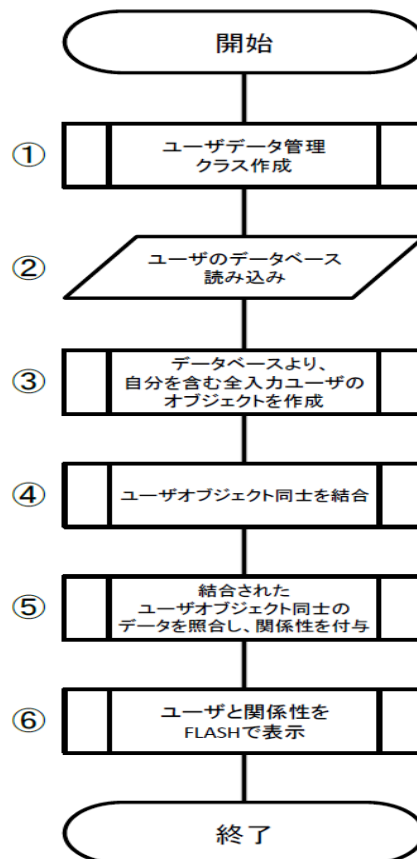 開始
①
ユーザデータ管理
クラス作成
②
ユーザのデータベース
読み込み
③
データベースより、
自分を含む全入力ユーザの
オブジェクトを作成
④
ユーザオブジェクト同士を結合
⑤
結合された
ユーザオブジェクト同士の
データを照合し、関係性を付与
⑥
ユーザと関係性を
FLASHで表示
終了